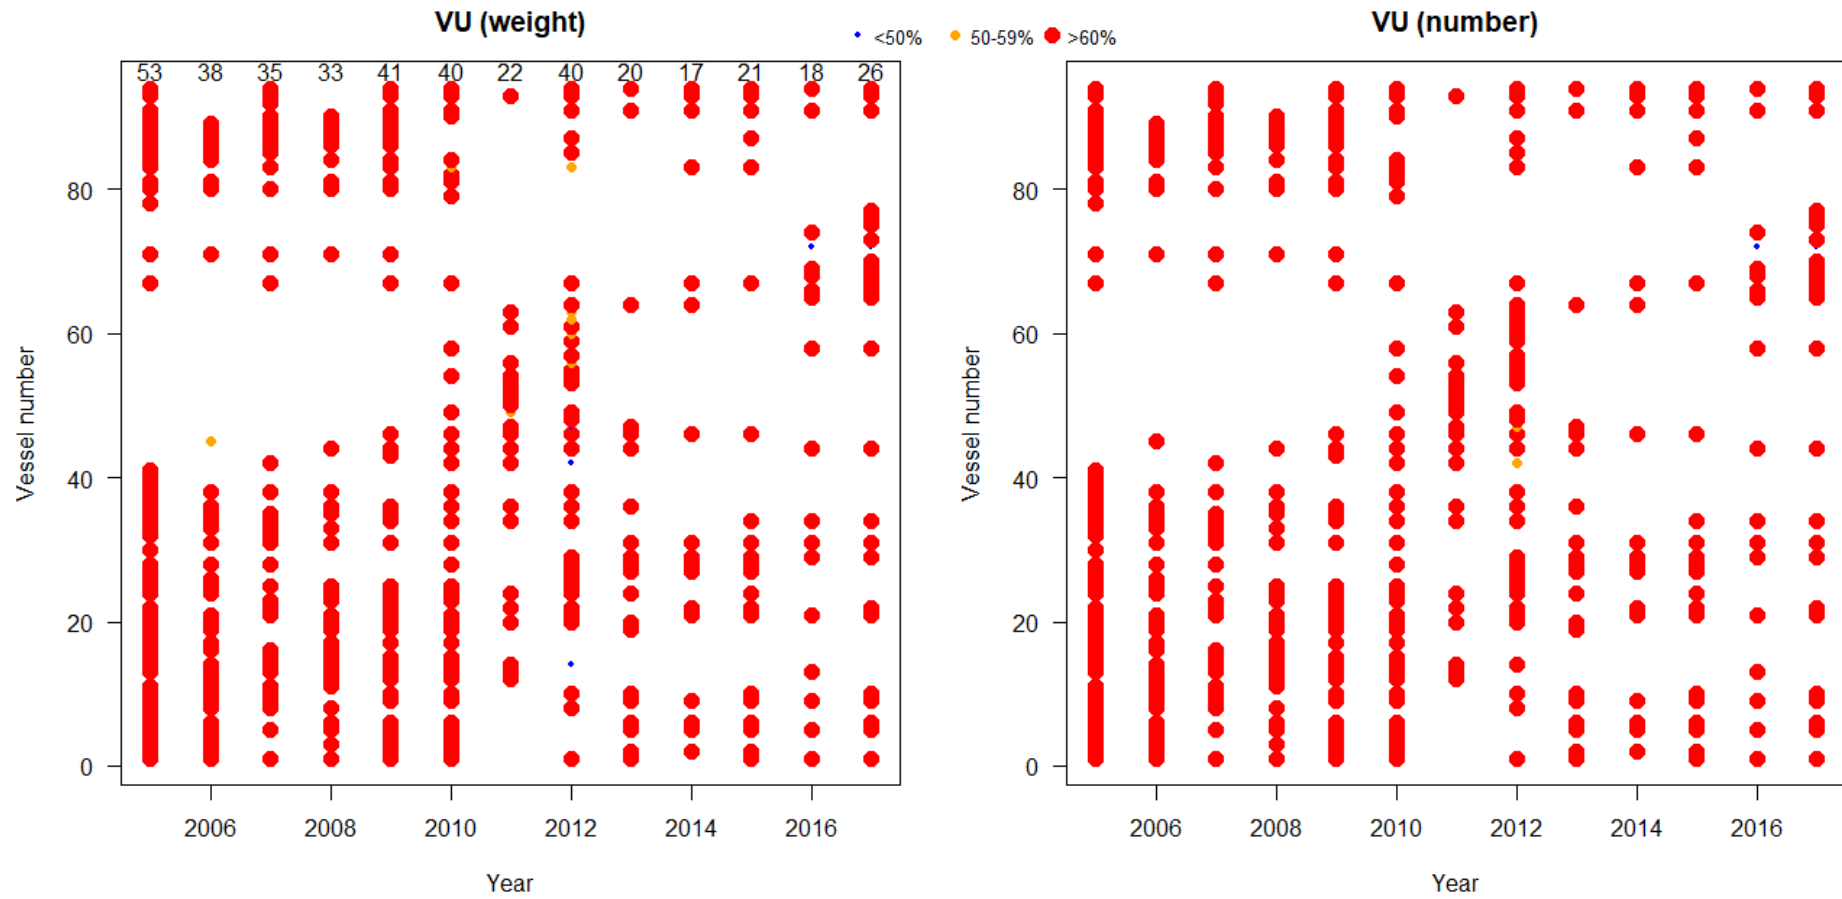 VU (weight)
<50% 50-59% >60%
VU (number)
53 38 35 33 41 40 22 40 20 17 21 18 26
Vessel number
80
60
40
20
0
2006 2008 2010 2012 2014 2016
Year
Vessel number
80
60
40
20
0
2006 2008 2010 2012 2014 2016
Year